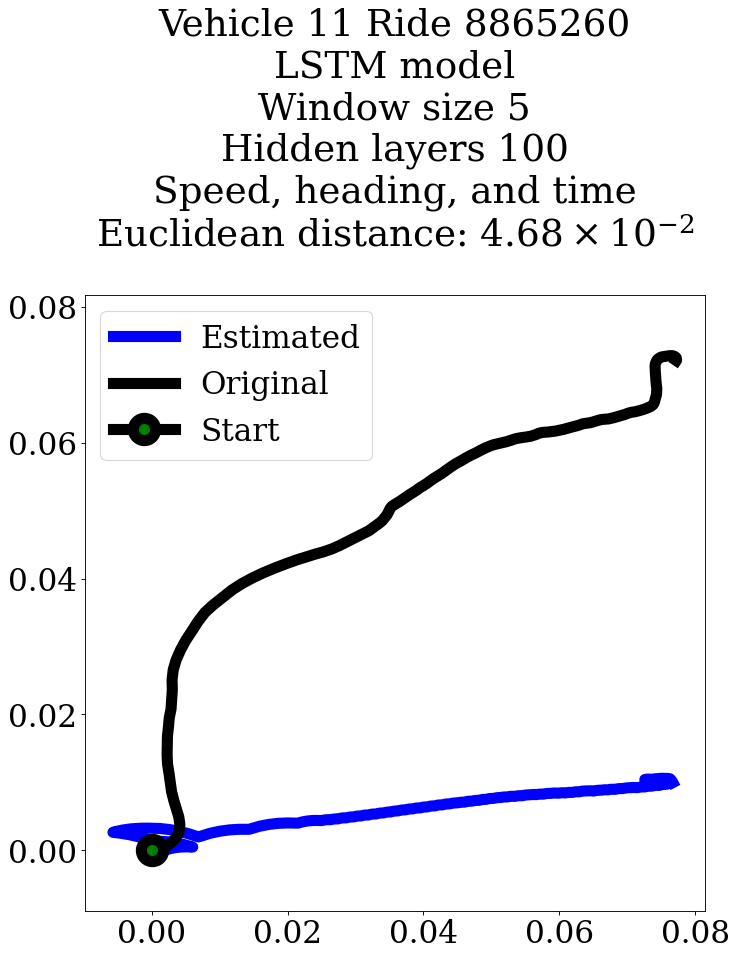 Vehicle 11 Ride 8865260
LSTM model
Window size 5
Hidden layers 100
Speed, heading, and time
Euclidean distance: 4.68 × 10⁻²
0.08
Estimated
Original
Start
0.06
0.04
0.02
0.00
0.00 0.02 0.04 0.06 0.08